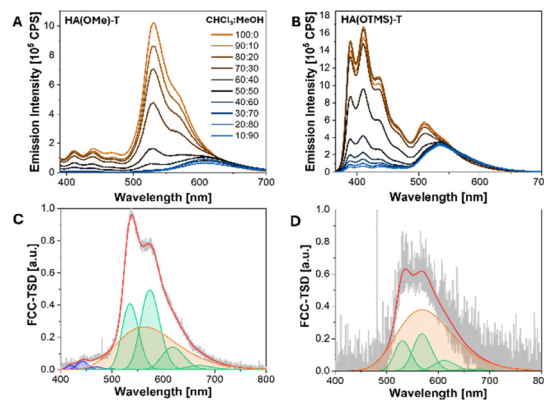 A
HA(OMe)-T
CHCl₃:MeOH
100:0
90:10
80:20
70:30
60:40
50:50
40:60
30:70
20:80
10:90
Emission Intensity [10⁶ CPS]
10
8
6
4
2
0
400 500 600 700
Wavelength [nm]
B
HA(OTMS)-T
Emission Intensity [10⁵ CPS]
18
16
14
12
10
8
6
4
2
0
400 500 600 700
Wavelength [nm]
C
FCC-TSD [a.u.]
1.0
0.8
0.6
0.4
0.2
0.0
400 500 600 700 800
Wavelength [nm]
D
FCC-TSD [a.u.]
1.0
0.8
0.6
0.4
0.2
0.0
400 500 600 700 800
Wavelength [nm]